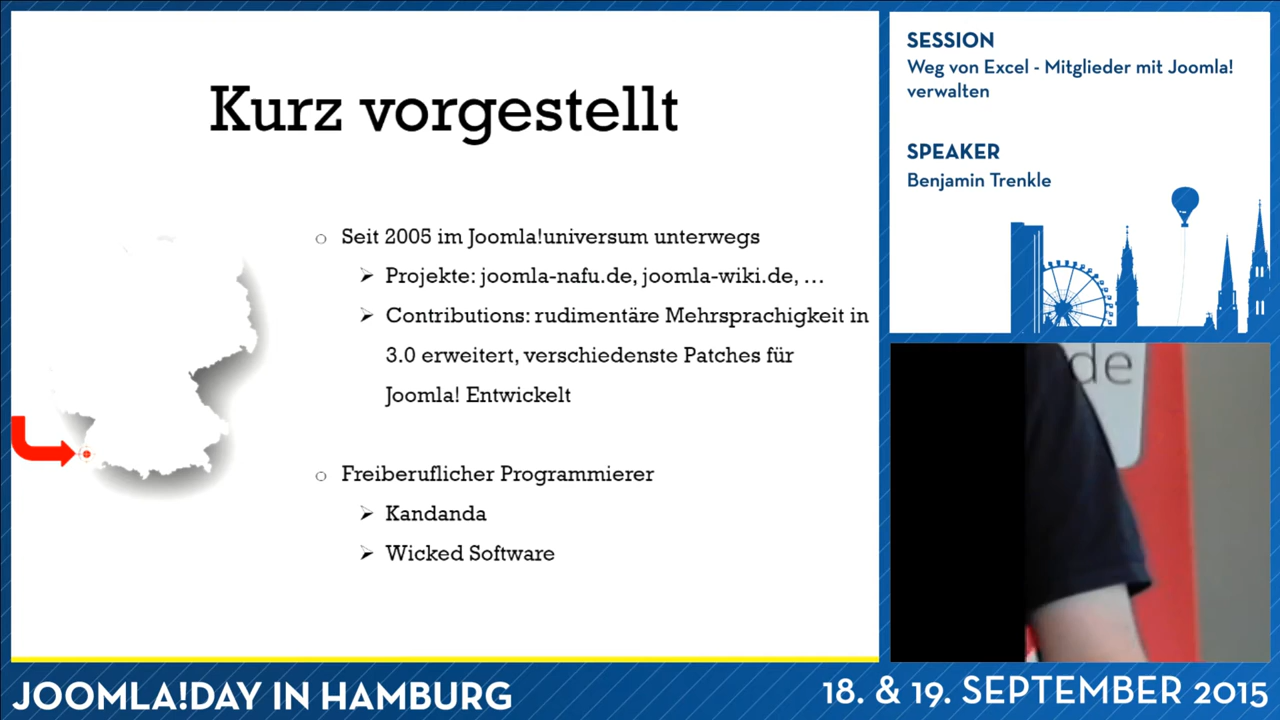 Kurz vorgestellt
Seit 2005 im Joomla!universum unterwegs
Projekte: joomla-nafu.de, joomla-wiki.de, ...
Contributions: rudimentäre Mehrsprachigkeit in
3.0 erweitert, verschiedenste Patches für
Joomla! Entwickelt
Freiberuflicher Programmierer
Kandanda
Wicked Software
SESSION
Weg von Excel - Mitglieder mit Joomla!
verwalten
SPEAKER
Benjamin Trenkle
de
JOOMLA!DAY IN HAMBURG
18. & 19. SEPTEMBER 2015